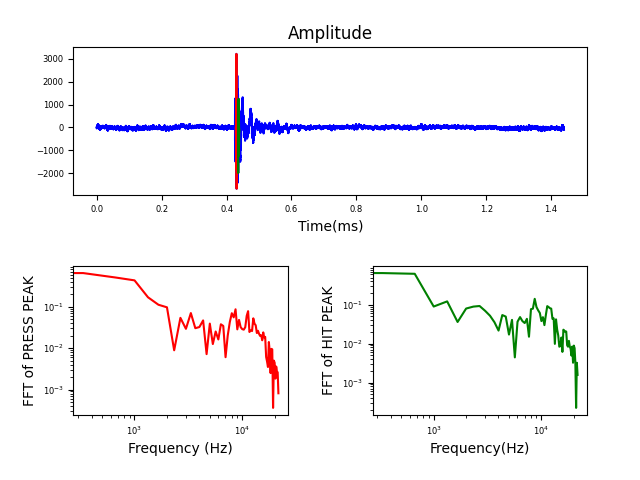 Amplitude
3000
2000
1000
0
−1000
−2000
0.0 0.2 0.4 0.6 0.8 1.0 1.2 1.4
Time(ms)
FFT of PRESS PEAK
10⁻¹
10⁻²
10⁻³
10³ 10⁴
Frequency (Hz)
FFT of HIT PEAK
10⁻¹
10⁻²
10⁻³
10³ 10⁴
Frequency(Hz)